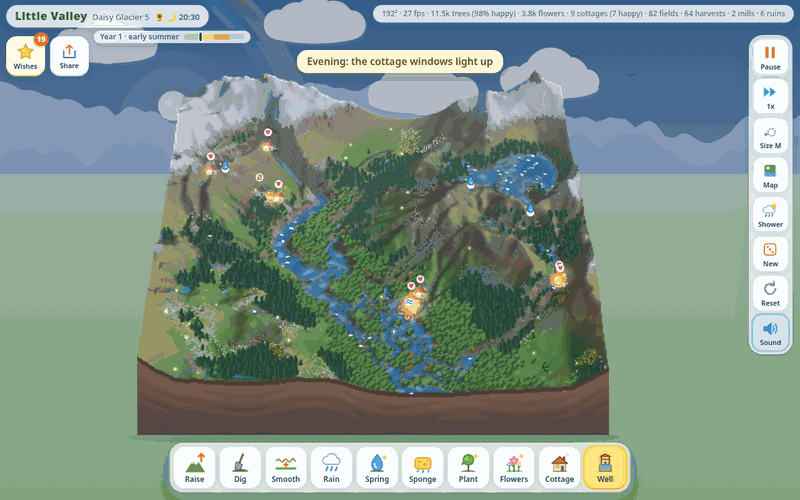 Little Valley Daisy Glacier 5 20:30
192² · 27 fps · 11.5k trees (98% happy) · 3.8k flowers · 9 cottages (7 happy) · 82 fields · 64 harvests · 2 mills · 6 ruins
Year 1 · early summer
19
Wishes
Share
Evening: the cottage windows light up
Pause
1x
Size M
Map
Shower
New
Reset
Sound
Raise
Dig
Smooth
Rain
Spring
Sponge
Plant
Flowers
Cottage
Well